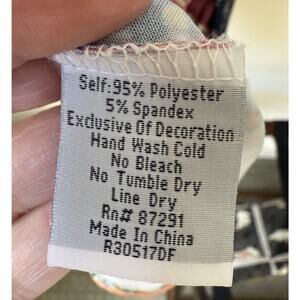 Self:95% Polyester
5% Spandex
Exclusive Of Decoration
Hand Wash Cold
No Bleach
No Tumble Dry
Line Dry
Rn# 87291
Made In China
R30517DF